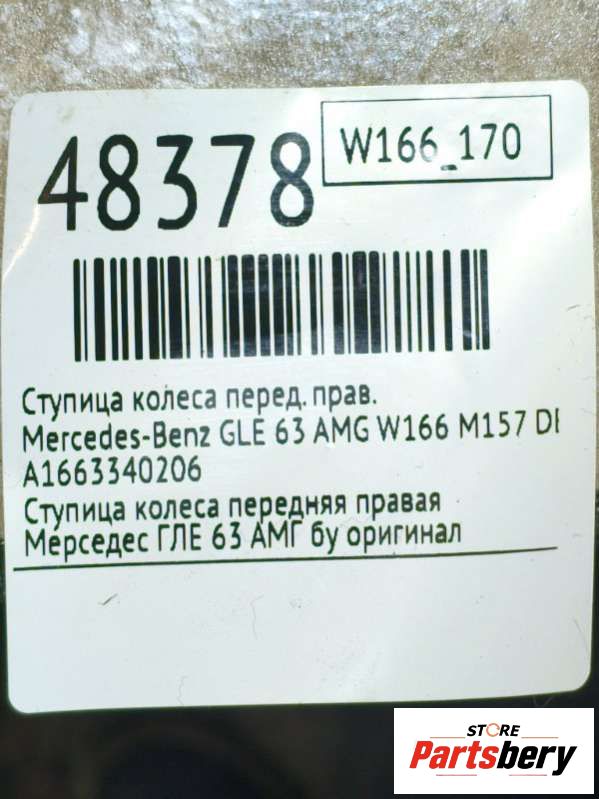 48378
W166_170
Ступица колеса перед. прав.
Mercedes-Benz GLE 63 AMG W166 M157
A1663340206
Ступица колеса передняя правая
Мерседес ГЛЕ 63 АМГ бу оригинал
STORE
Partsbery